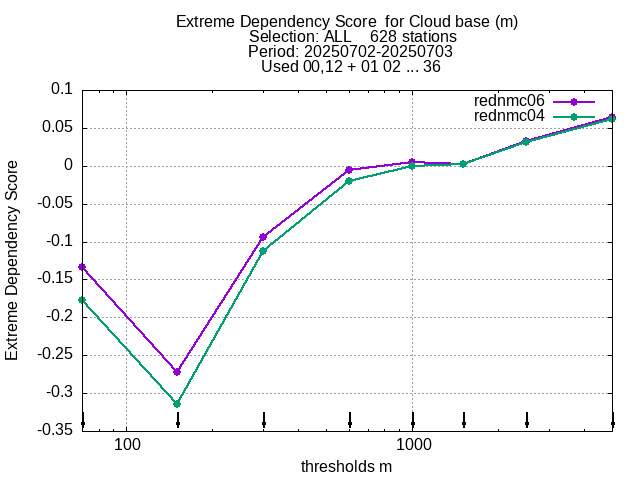 Extreme Dependency Score  for Cloud base (m)
Selection: ALL    628 stations
Period: 20250702-20250703
Used 00,12 + 01 02 ... 36
rednmc06
rednmc04
0.1
0.05
0
-0.05
-0.1
-0.15
-0.2
-0.25
-0.3
-0.35
Extreme Dependency Score
100
1000
thresholds m